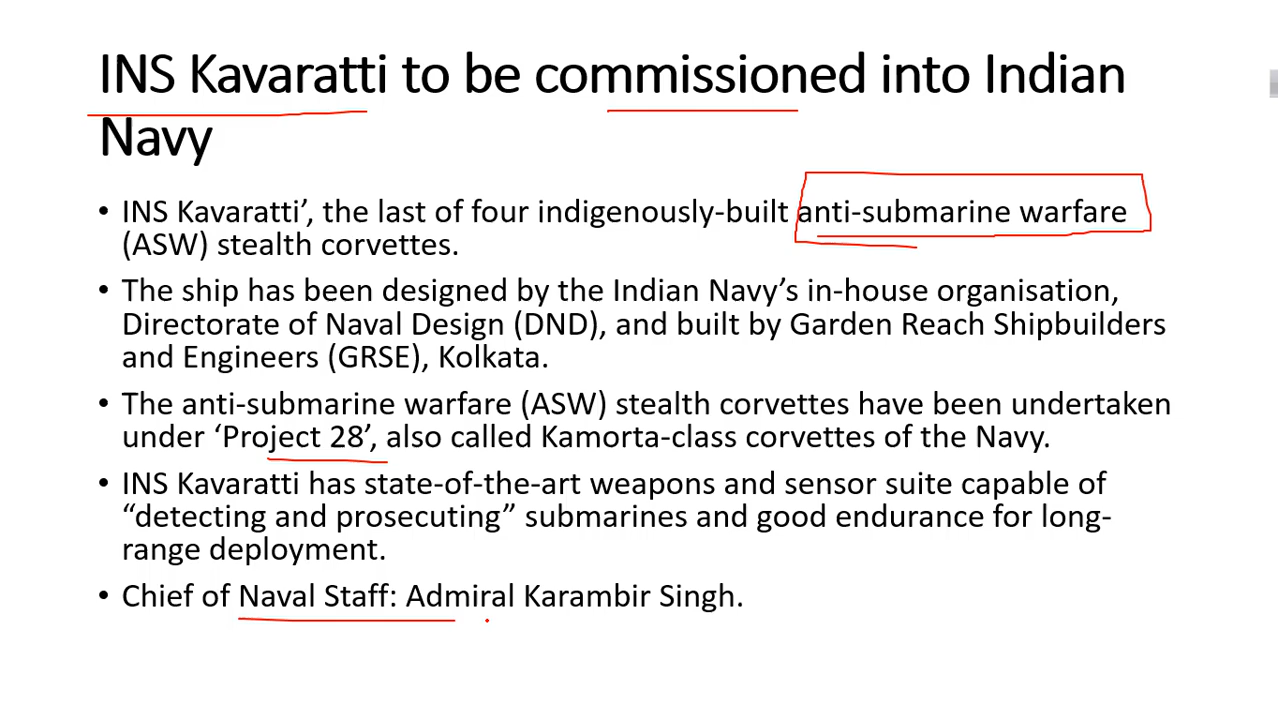 INS Kavaratti to be commissioned into Indian
Navy
• INS Kavaratti’, the last of four indigenously-built anti-submarine warfare
(ASW) stealth corvettes.
• The ship has been designed by the Indian Navy’s in-house organisation,
Directorate of Naval Design (DND), and built by Garden Reach Shipbuilders
and Engineers (GRSE), Kolkata.
• The anti-submarine warfare (ASW) stealth corvettes have been undertaken
under ‘Project 28’, also called Kamorta-class corvettes of the Navy.
• INS Kavaratti has state-of-the-art weapons and sensor suite capable of
“detecting and prosecuting” submarines and good endurance for long-
range deployment.
• Chief of Naval Staff: Admiral Karambir Singh.